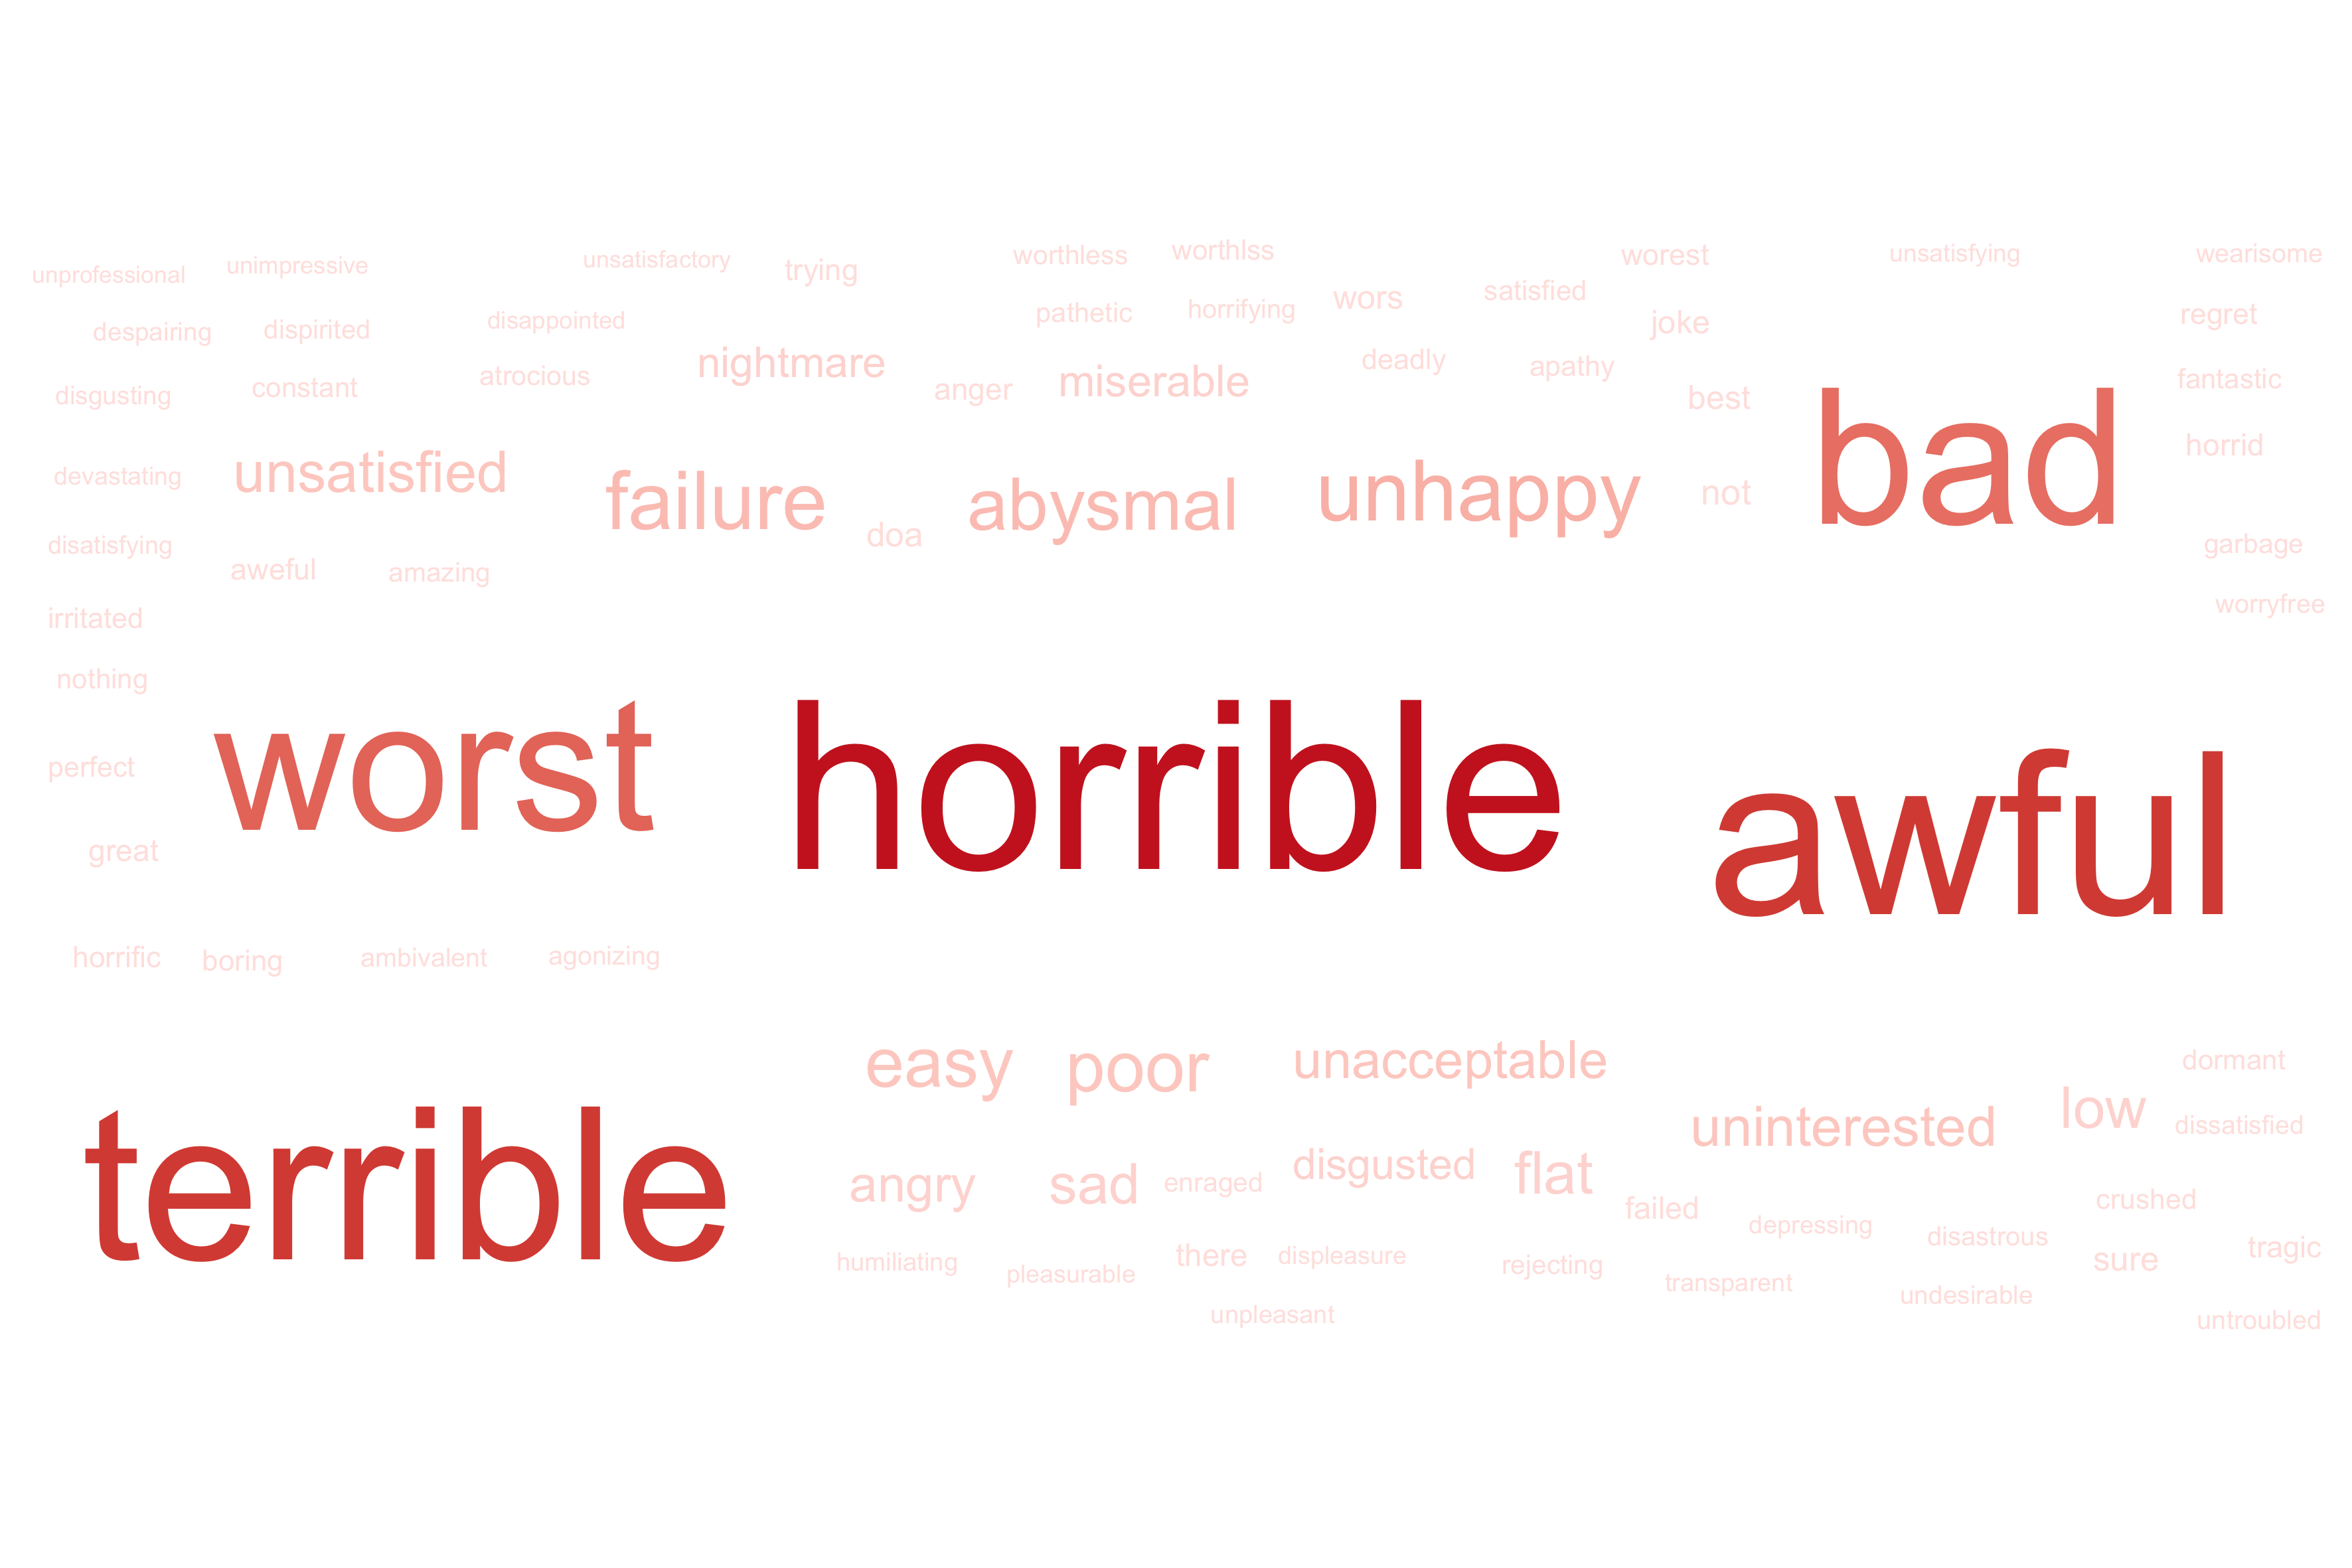 unprofessional unimpressive unsatisfactory trying worthless worthlss worest unsatisfying wearisome
despairing dispirited disappointed pathetic horrifying wors satisfied joke regret
disgusting constant atrocious nightmare anger miserable deadly apathy best fantastic
devastating unsatisfied failure doa abysmal unhappy not bad horrid
disatisfying aweful amazing garbage
irritated worryfree
nothing
perfect worst horrible awful
great
horrific boring ambivalent agonizing
easy poor unacceptable dormant
terrible angry sad enraged disgusted flat uninterested low dissatisfied
failed crushed
humiliating pleasurable there displeasure rejecting depressing disastrous sure tragic
unpleasant transparent undesirable untroubled